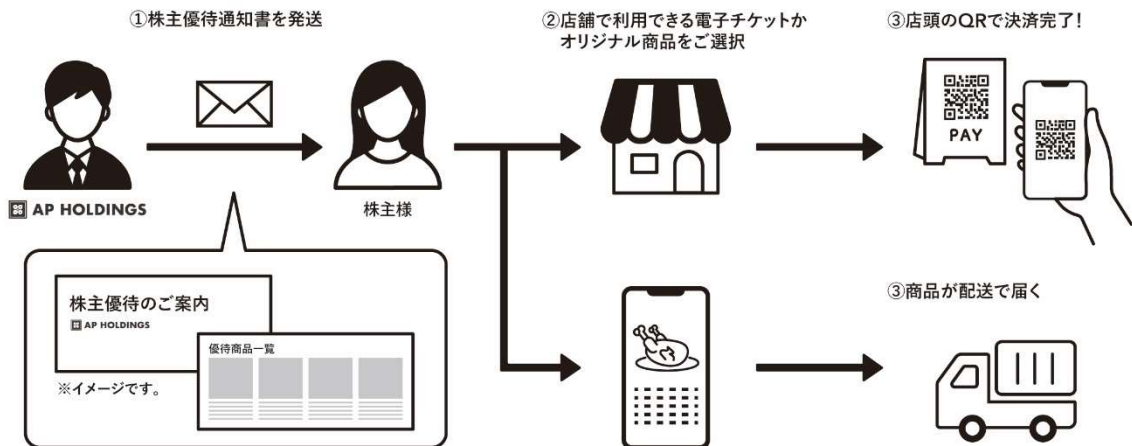 ①株主優待通知書を発送
②店舗で利用できる電子チケットか
オリジナル商品をご選択
③店頭のQRで決済完了!
PAY
AP HOLDINGS
株主様
株主優待のご案内
AP HOLDINGS
優待商品一覧
※イメージです。
③商品が配送で届く